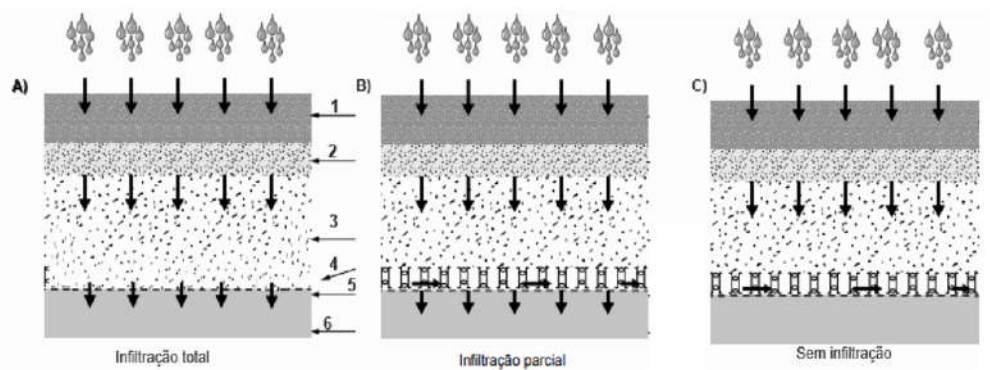 A)
B)
C)
1
2
3
4
5
6
Infiltração total
Infiltração parcial
Sem infiltração